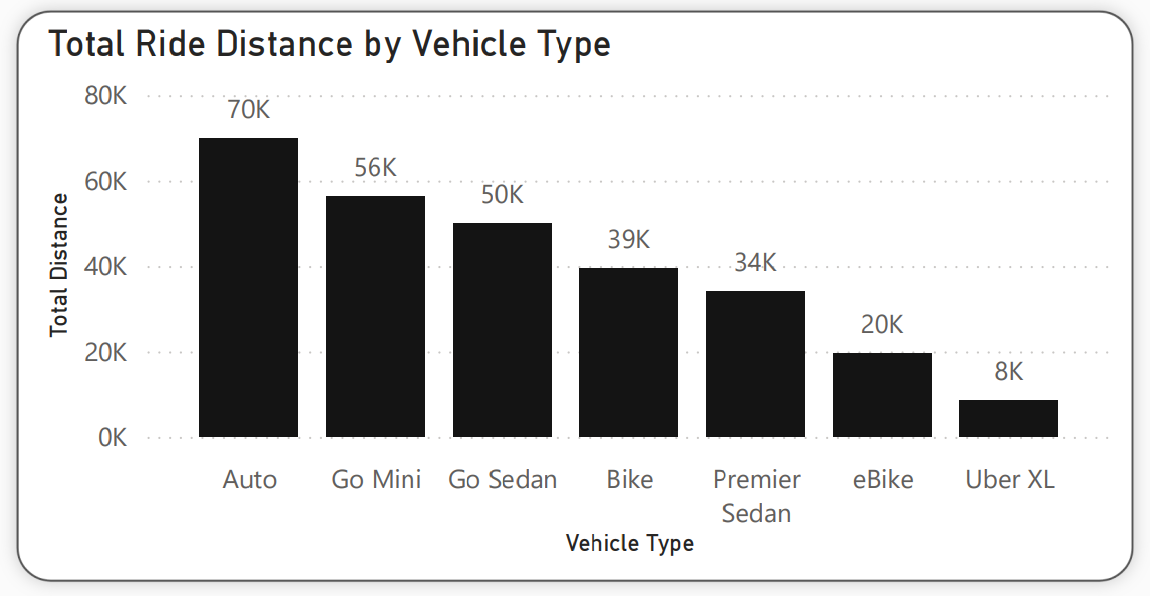 Total Ride Distance by Vehicle Type
80K
70K
56K
60K
50K
39K
34K
40K
20K
20K
8K
0K
Total Distance
Auto
Go Mini
Go Sedan
Bike
Premier
Sedan
eBike
Uber XL
Vehicle Type